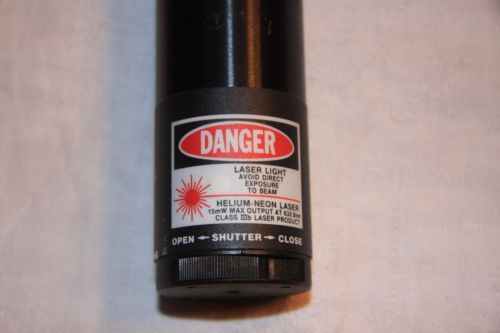 DANGER
LASER LIGHT
AVOID DIRECT
EXPOSURE
TO BEAM
HELIUM-NEON LASER
15mW MAX OUTPUT AT 632.8nm
CLASS IIIb LASER PRODUCT
OPEN ← SHUTTER → CLOSE